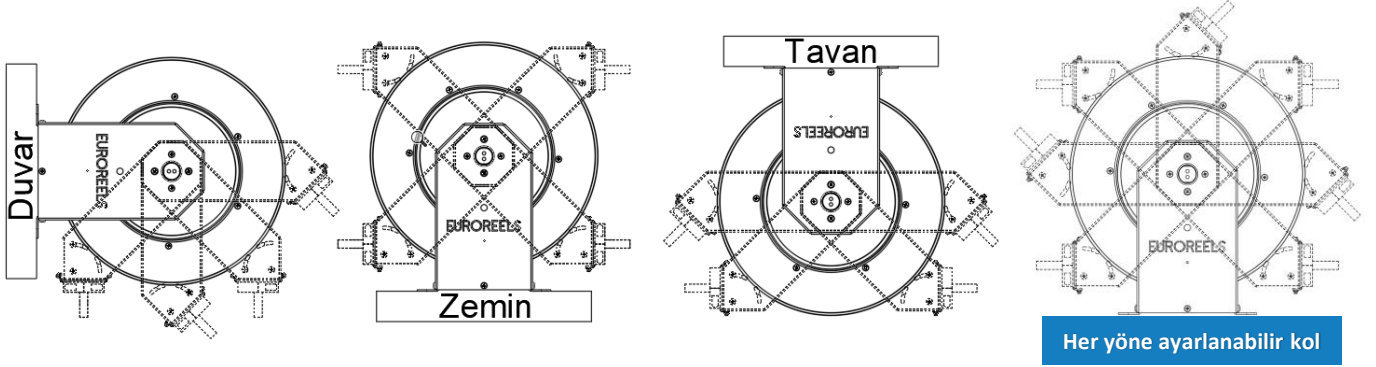 Duvar
EUROREELS
EUROREELS
Zemin
Tavan
EUROREELS
EUROREELS
Her yöne ayarlanabilir kol